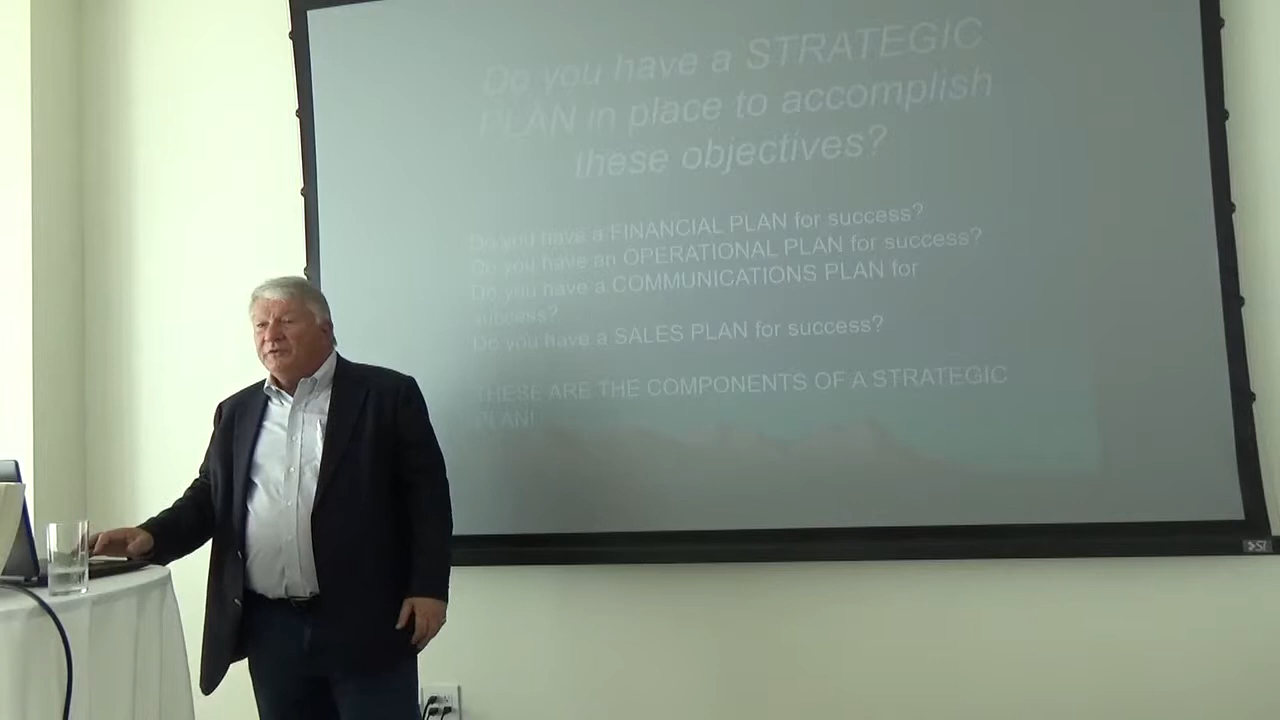 Do you have a STRATEGIC
PLAN in place to accomplish
these objectives?
Do you have a FINANCIAL PLAN for success?
Do you have an OPERATIONAL PLAN for success?
Do you have a COMMUNICATIONS PLAN for
success?
Do you have a SALES PLAN for success?
THESE ARE THE COMPONENTS OF A STRATEGIC
PLAN!